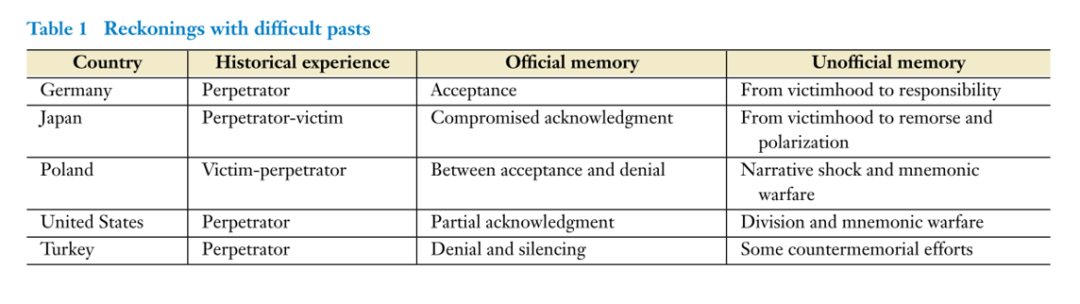 Table 1 Reckonings with difficult pasts
Country Historical experience Official memory Unofficial memory
Germany Perpetrator Acceptance From victimhood to responsibility
Japan Perpetrator-victim Compromised acknowledgment From victimhood to remorse and
polarization
Poland Victim-perpetrator Between acceptance and denial Narrative shock and mnemonic
warfare
United States Perpetrator Partial acknowledgment Division and mnemonic warfare
Turkey Perpetrator Denial and silencing Some countermemorial efforts